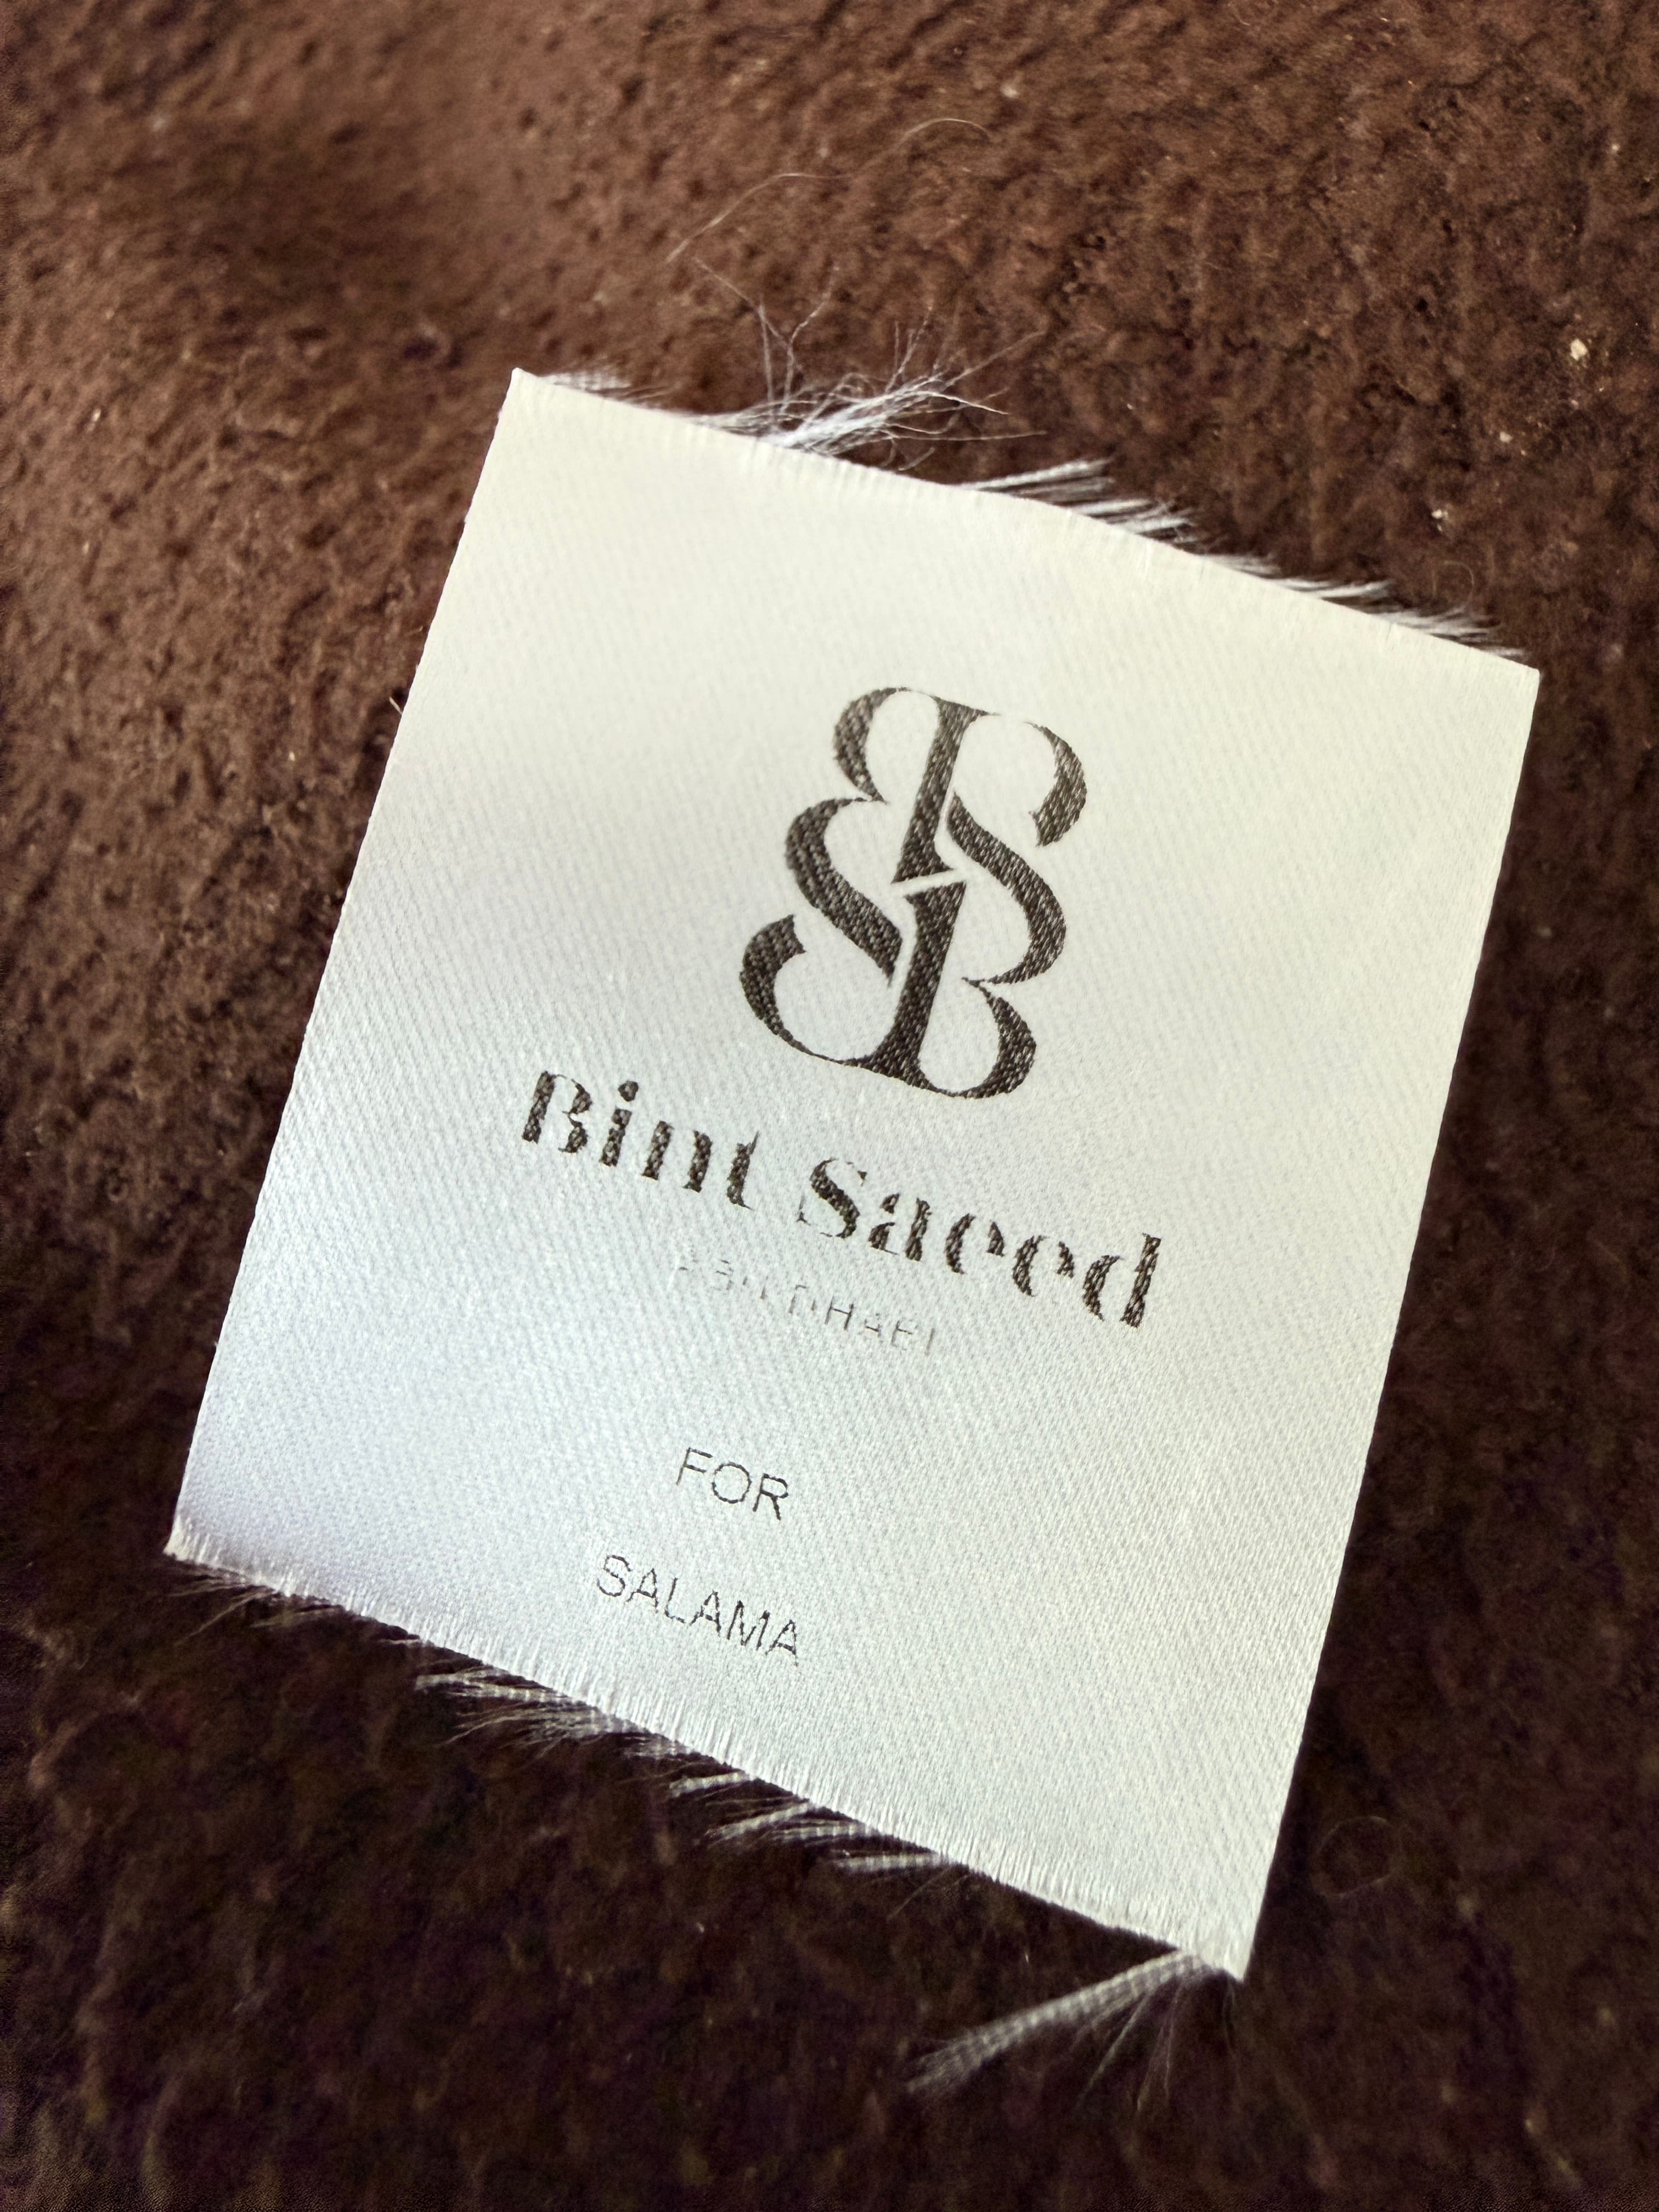 Bint Saeed
ABU DHABI
FOR
SALAMA